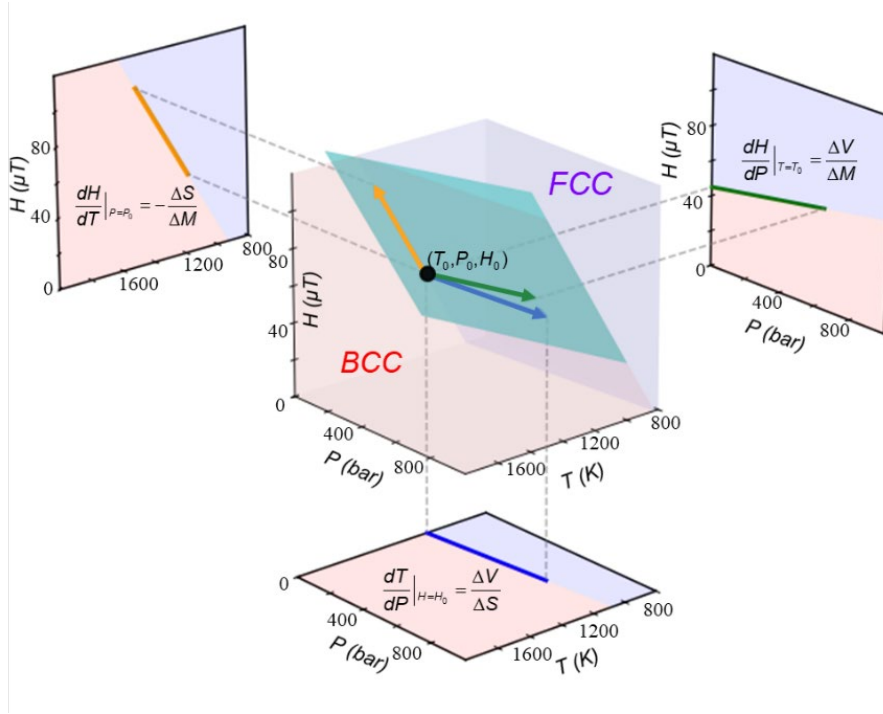 H (μT)
80
40
0
1600
1200
800
dH/dT|P=P₀ = −ΔS/ΔM
H (μT)
80
40
0
400
800
P (bar)
dH/dP|T=T₀ = ΔV/ΔM
FCC
BCC
(T₀,P₀,H₀)
H (μT)
80
40
0
400
800
P (bar)
1600
1200
800
T (K)
0
400
800
P (bar)
1600
1200
800
T (K)
dT/dP|H=H₀ = ΔV/ΔS